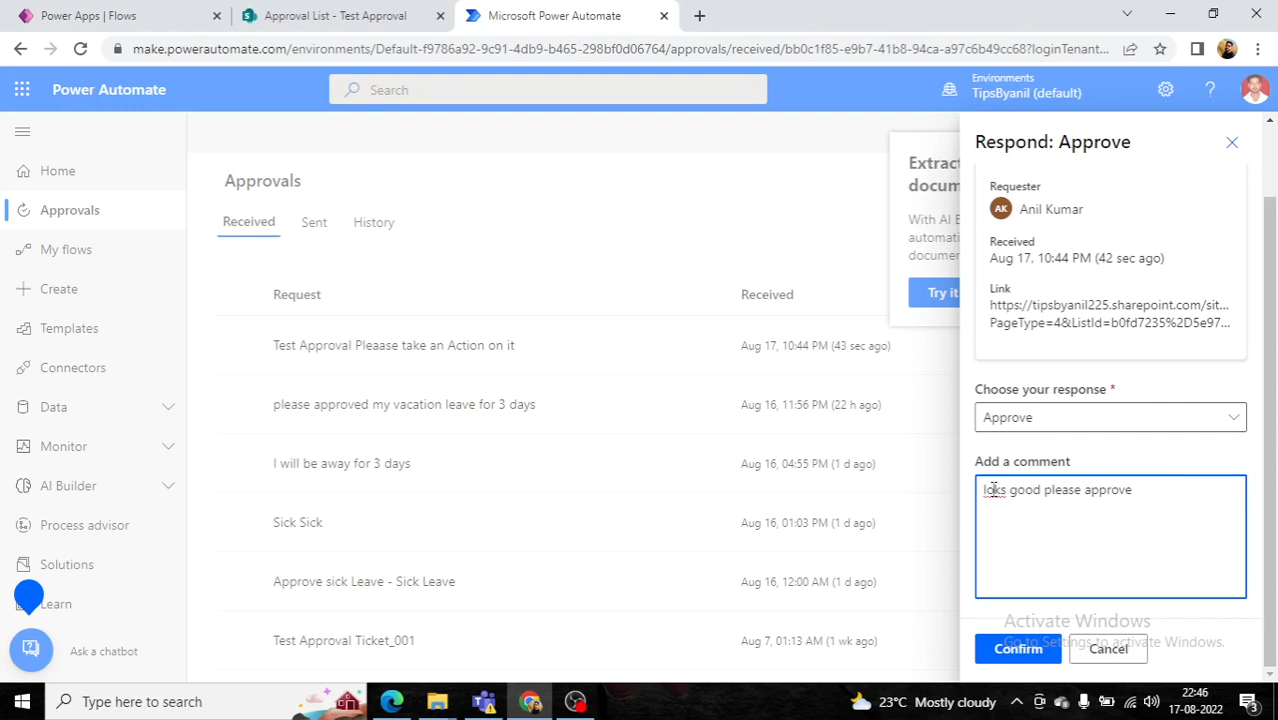 Power Apps | Flows
Approval List - Test Approval
Microsoft Power Automate
make.powerautomate.com/environments/Default-f9786a92-9c91-4db9-b465-298bf0d06764/approvals/received/bb0c1f85-e9b7-41b8-94ca-a97c6b49cc68?loginTenant...
Power Automate
Search
Environments
TipsByanil (default)
Home
Approvals
My flows
Create
Templates
Connectors
Data
Monitor
AI Builder
Process advisor
Solutions
Learn
Ask a chatbot
Approvals
Received
Sent
History
Request
Received
Test Approval Pleaase take an Action on it
Aug 17, 10:44 PM (43 sec ago)
please approved my vacation leave for 3 days
Aug 16, 11:56 PM (22 h ago)
I will be away for 3 days
Aug 16, 04:55 PM (1 d ago)
Sick Sick
Aug 16, 01:03 PM (1 d ago)
Approve sick Leave - Sick Leave
Aug 16, 12:00 AM (1 d ago)
Test Approval Ticket_001
Aug 7, 01:13 AM (1 wk ago)
Extract
docum
With AI B
automati
documer
Try it
Respond: Approve
Requester
AK
Anil Kumar
Received
Aug 17, 10:44 PM (42 sec ago)
Link
https://tipsbyanil225.sharepoint.com/sit...
PageType=4&ListId=b0fd7235%2D5e97...
Choose your response *
Approve
Add a comment
loks good please approve
Activate Windows
Go to Settings to activate Windows.
Confirm
Cancel
Type here to search
23°C Mostly cloudy
22:46
17-08-2022
3